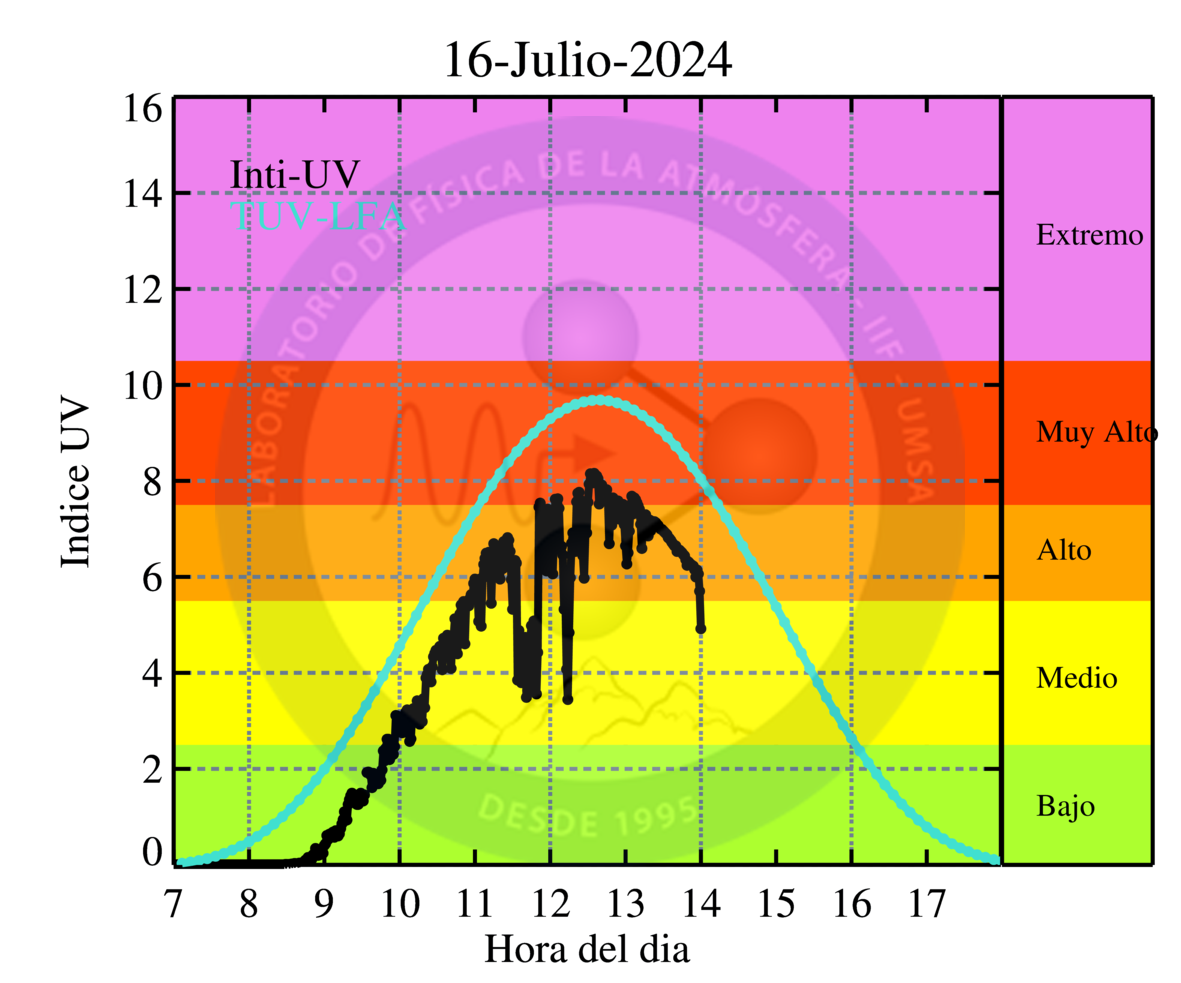 16-Julio-2024
Inti-UV
TUV-LFA
LABORATORIO DE FÍSICA DE LA ATMÓSFERA - IIF - UMSA
DESDE 1995
16
14
12
10
8
6
4
2
0
Indice UV
Extremo
Muy Alto
Alto
Medio
Bajo
7 8 9 10 11 12 13 14 15 16 17
Hora del dia